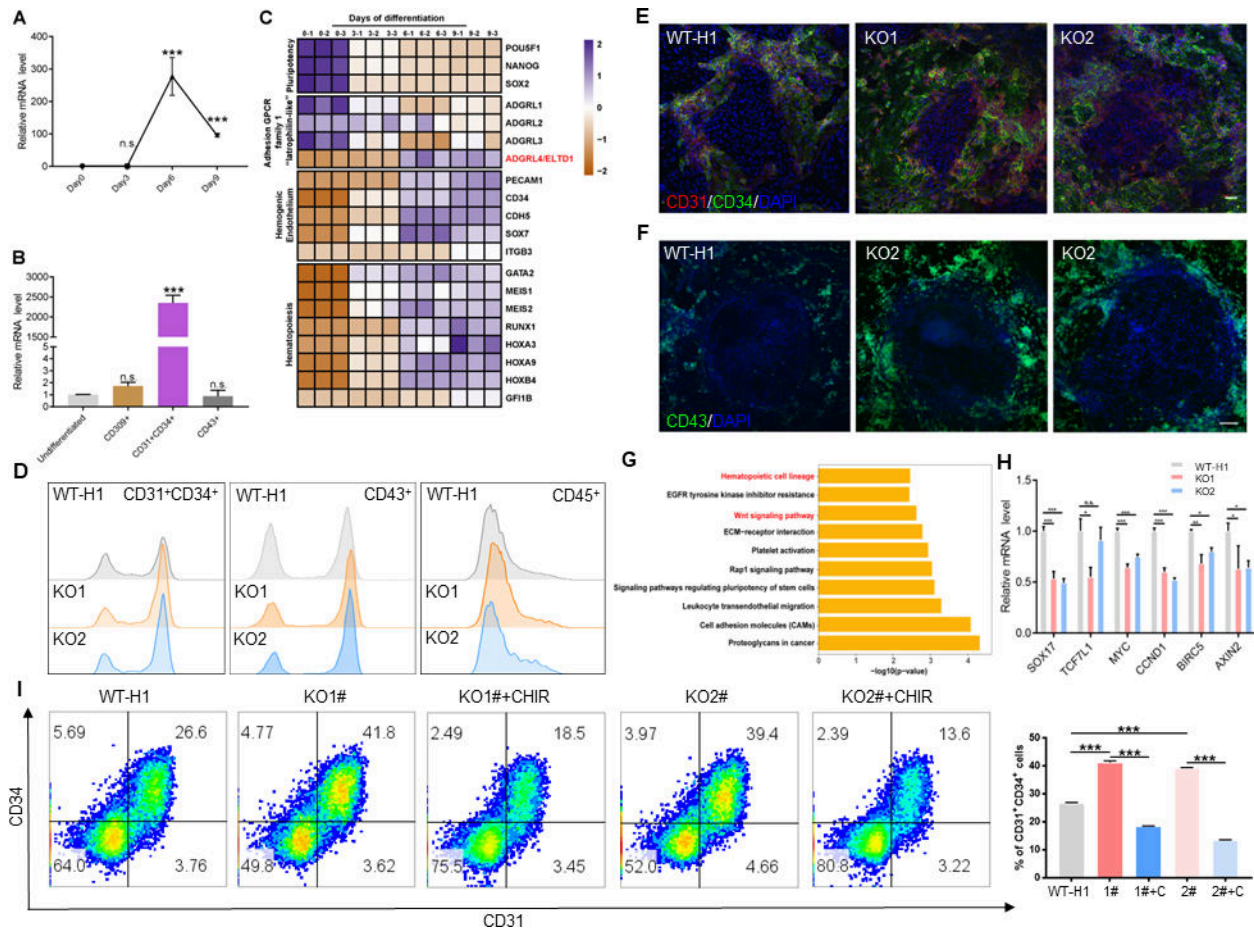 A
Relative mRNA level
400
300
200
100
0
***
***
n.s.
Day0
Day3
Day6
Day9
B
Relative mRNA level
3000
2500
2000
1500
1000
5
4
3
2
1
0
***
n.s.
n.s.
Undifferentiated
CD309+
CD31+CD34+
CD43+
C
Days of differentiation
0-1 0-2 0-3 3-1 3-2 3-3 6-1 6-2 6-3 9-1 9-2 9-3
Pluripotency
POU5F1
NANOG
SOX2
Adhesion GPCR
family 1
"latrophilin-like"
ADGRL1
ADGRL2
ADGRL3
ADGRL4/ELTD1
Hemogenic
Endothelium
PECAM1
CD34
CDH5
SOX7
ITGB3
Hematopoiesis
GATA2
MEIS1
MEIS2
RUNX1
HOXA3
HOXA9
HOXB4
GFI1B
2
1
0
−1
−2
D
WT-H1 CD31+CD34+
KO1
KO2
WT-H1 CD43+
KO1
KO2
WT-H1 CD45+
KO1
KO2
E
WT-H1
KO1
KO2
CD31/CD34/DAPI
F
WT-H1
KO2
KO2
CD43/DAPI
G
Hematopoietic cell lineage
EGFR tyrosine kinase inhibitor resistance
Wnt signaling pathway
ECM−receptor interaction
Platelet activation
Rap1 signaling pathway
Signaling pathways regulating pluripotency of stem cells
Leukocyte transendothelial migration
Cell adhesion molecules (CAMs)
Proteoglycans in cancer
0 1 2 3 4
−log10(p−value)
H
WT-H1
KO1
KO2
Relative mRNA level
1.5
1.0
0.5
0.0
*** *** n.s. * *** *** *** *** * ** * *
SOX17
TCF7L1
MYC
CCND1
BIRC5
AXIN2
I
WT-H1
5.69 26.6
64.0 3.76
KO1#
4.77 41.8
49.8 3.62
KO1#+CHIR
2.49 18.5
75.5 3.45
KO2#
3.97 39.4
52.0 4.66
KO2#+CHIR
2.39 13.6
80.8 3.22
CD34
CD31
% of CD31+ CD34+ cells
50
40
30
20
10
0
***
***
***
***
WT-H1 1# 1#+C 2# 2#+C